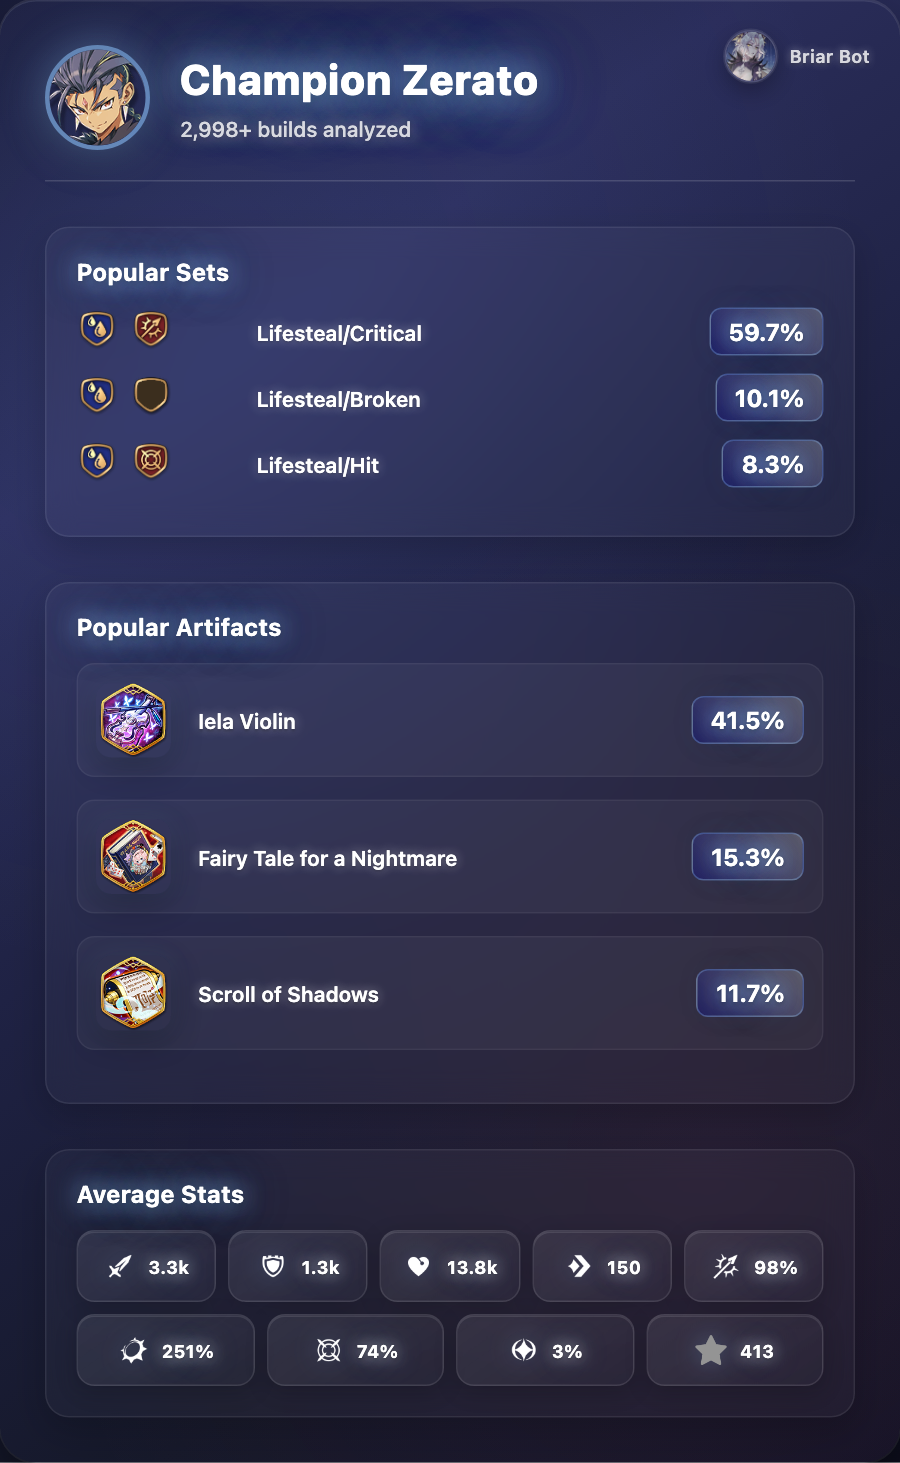 Champion Zerato
2,998+ builds analyzed
Briar Bot
Popular Sets
Lifesteal/Critical 59.7%
Lifesteal/Broken 10.1%
Lifesteal/Hit 8.3%
Popular Artifacts
Iela Violin 41.5%
Fairy Tale for a Nightmare 15.3%
Scroll of Shadows 11.7%
Average Stats
3.3k 1.3k 13.8k 150 98%
251% 74% 3% 413